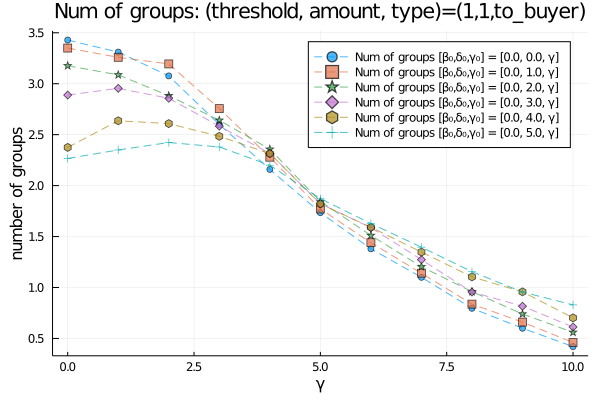 Num of groups: (threshold, amount, type)=(1,1,to_buyer)
number of groups
3.5
3.0
2.5
2.0
1.5
1.0
0.5
Num of groups [β₀,δ₀,γ₀] = [0.0, 0.0, γ]
Num of groups [β₀,δ₀,γ₀] = [0.0, 1.0, γ]
Num of groups [β₀,δ₀,γ₀] = [0.0, 2.0, γ]
Num of groups [β₀,δ₀,γ₀] = [0.0, 3.0, γ]
Num of groups [β₀,δ₀,γ₀] = [0.0, 4.0, γ]
Num of groups [β₀,δ₀,γ₀] = [0.0, 5.0, γ]
0.0 2.5 5.0 7.5 10.0
γ